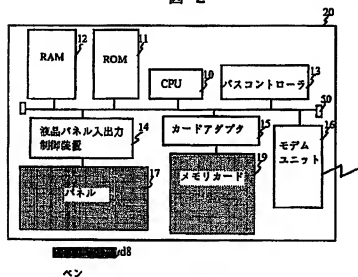 図 2
20
12
RAM
11
ROM
10
CPU
13
バスコントローラ
50
14
液晶パネル入出力
制御装置
15
カードアダプタ
16
モデム
ユニット
17
パネル
19
メモリカード
ペン